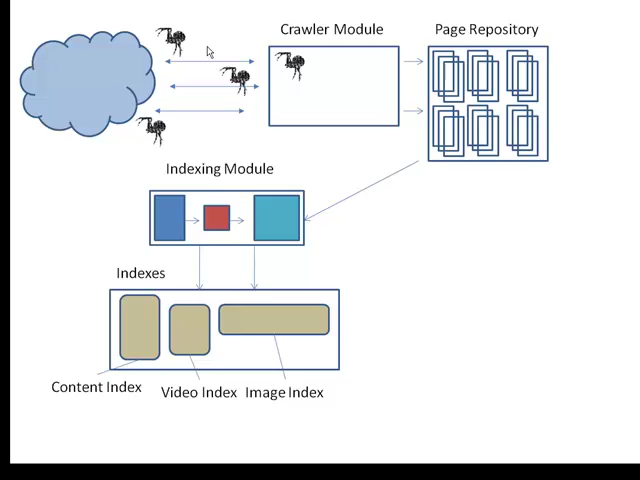 Crawler Module
Page Repository
Indexing Module
Indexes
Content Index
Video Index
Image Index